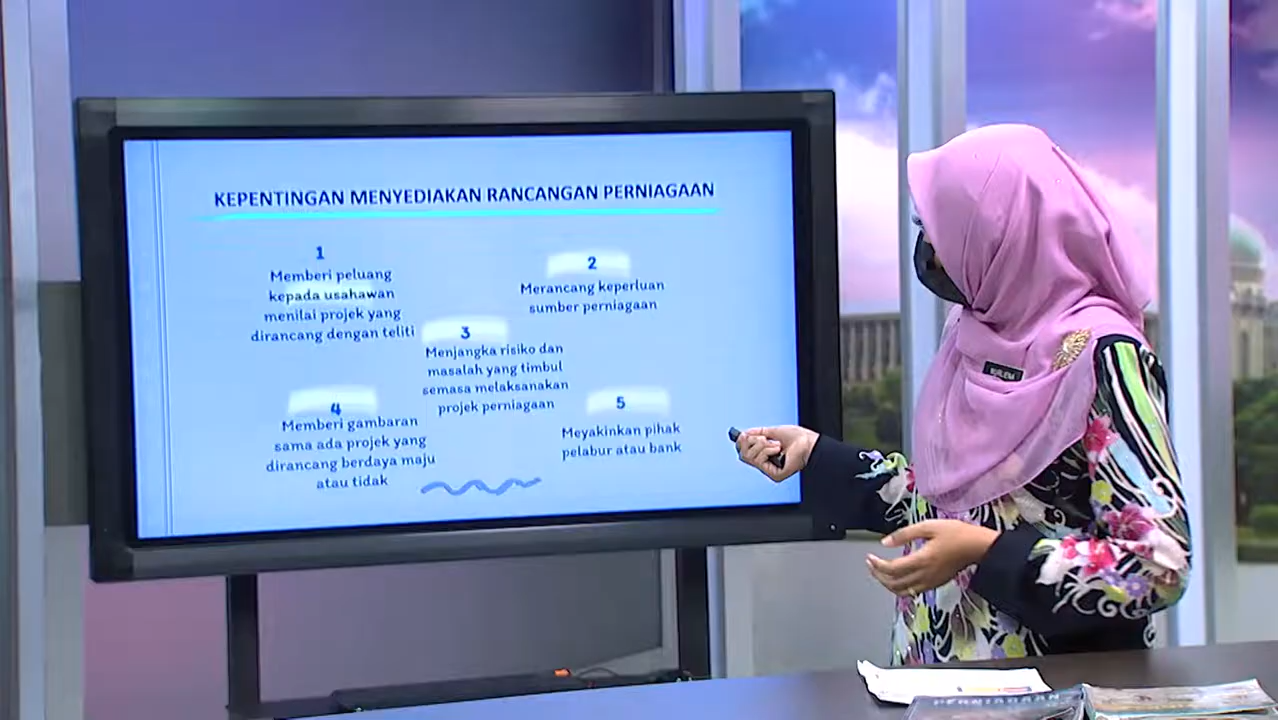 KEPENTINGAN MENYEDIAKAN RANCANGAN PERNIAGAAN
1
Memberi peluang
kepada usahawan
menilai projek yang
dirancang dengan teliti
2
Merancang keperluan
sumber perniagaan
3
Menjangka risiko dan
masalah yang timbul
semasa melaksanakan
projek perniagaan
4
Memberi gambaran
sama ada projek yang
dirancang berdaya maju
atau tidak
5
Meyakinkan pihak
pelabur atau bank
PERNIAGAAN